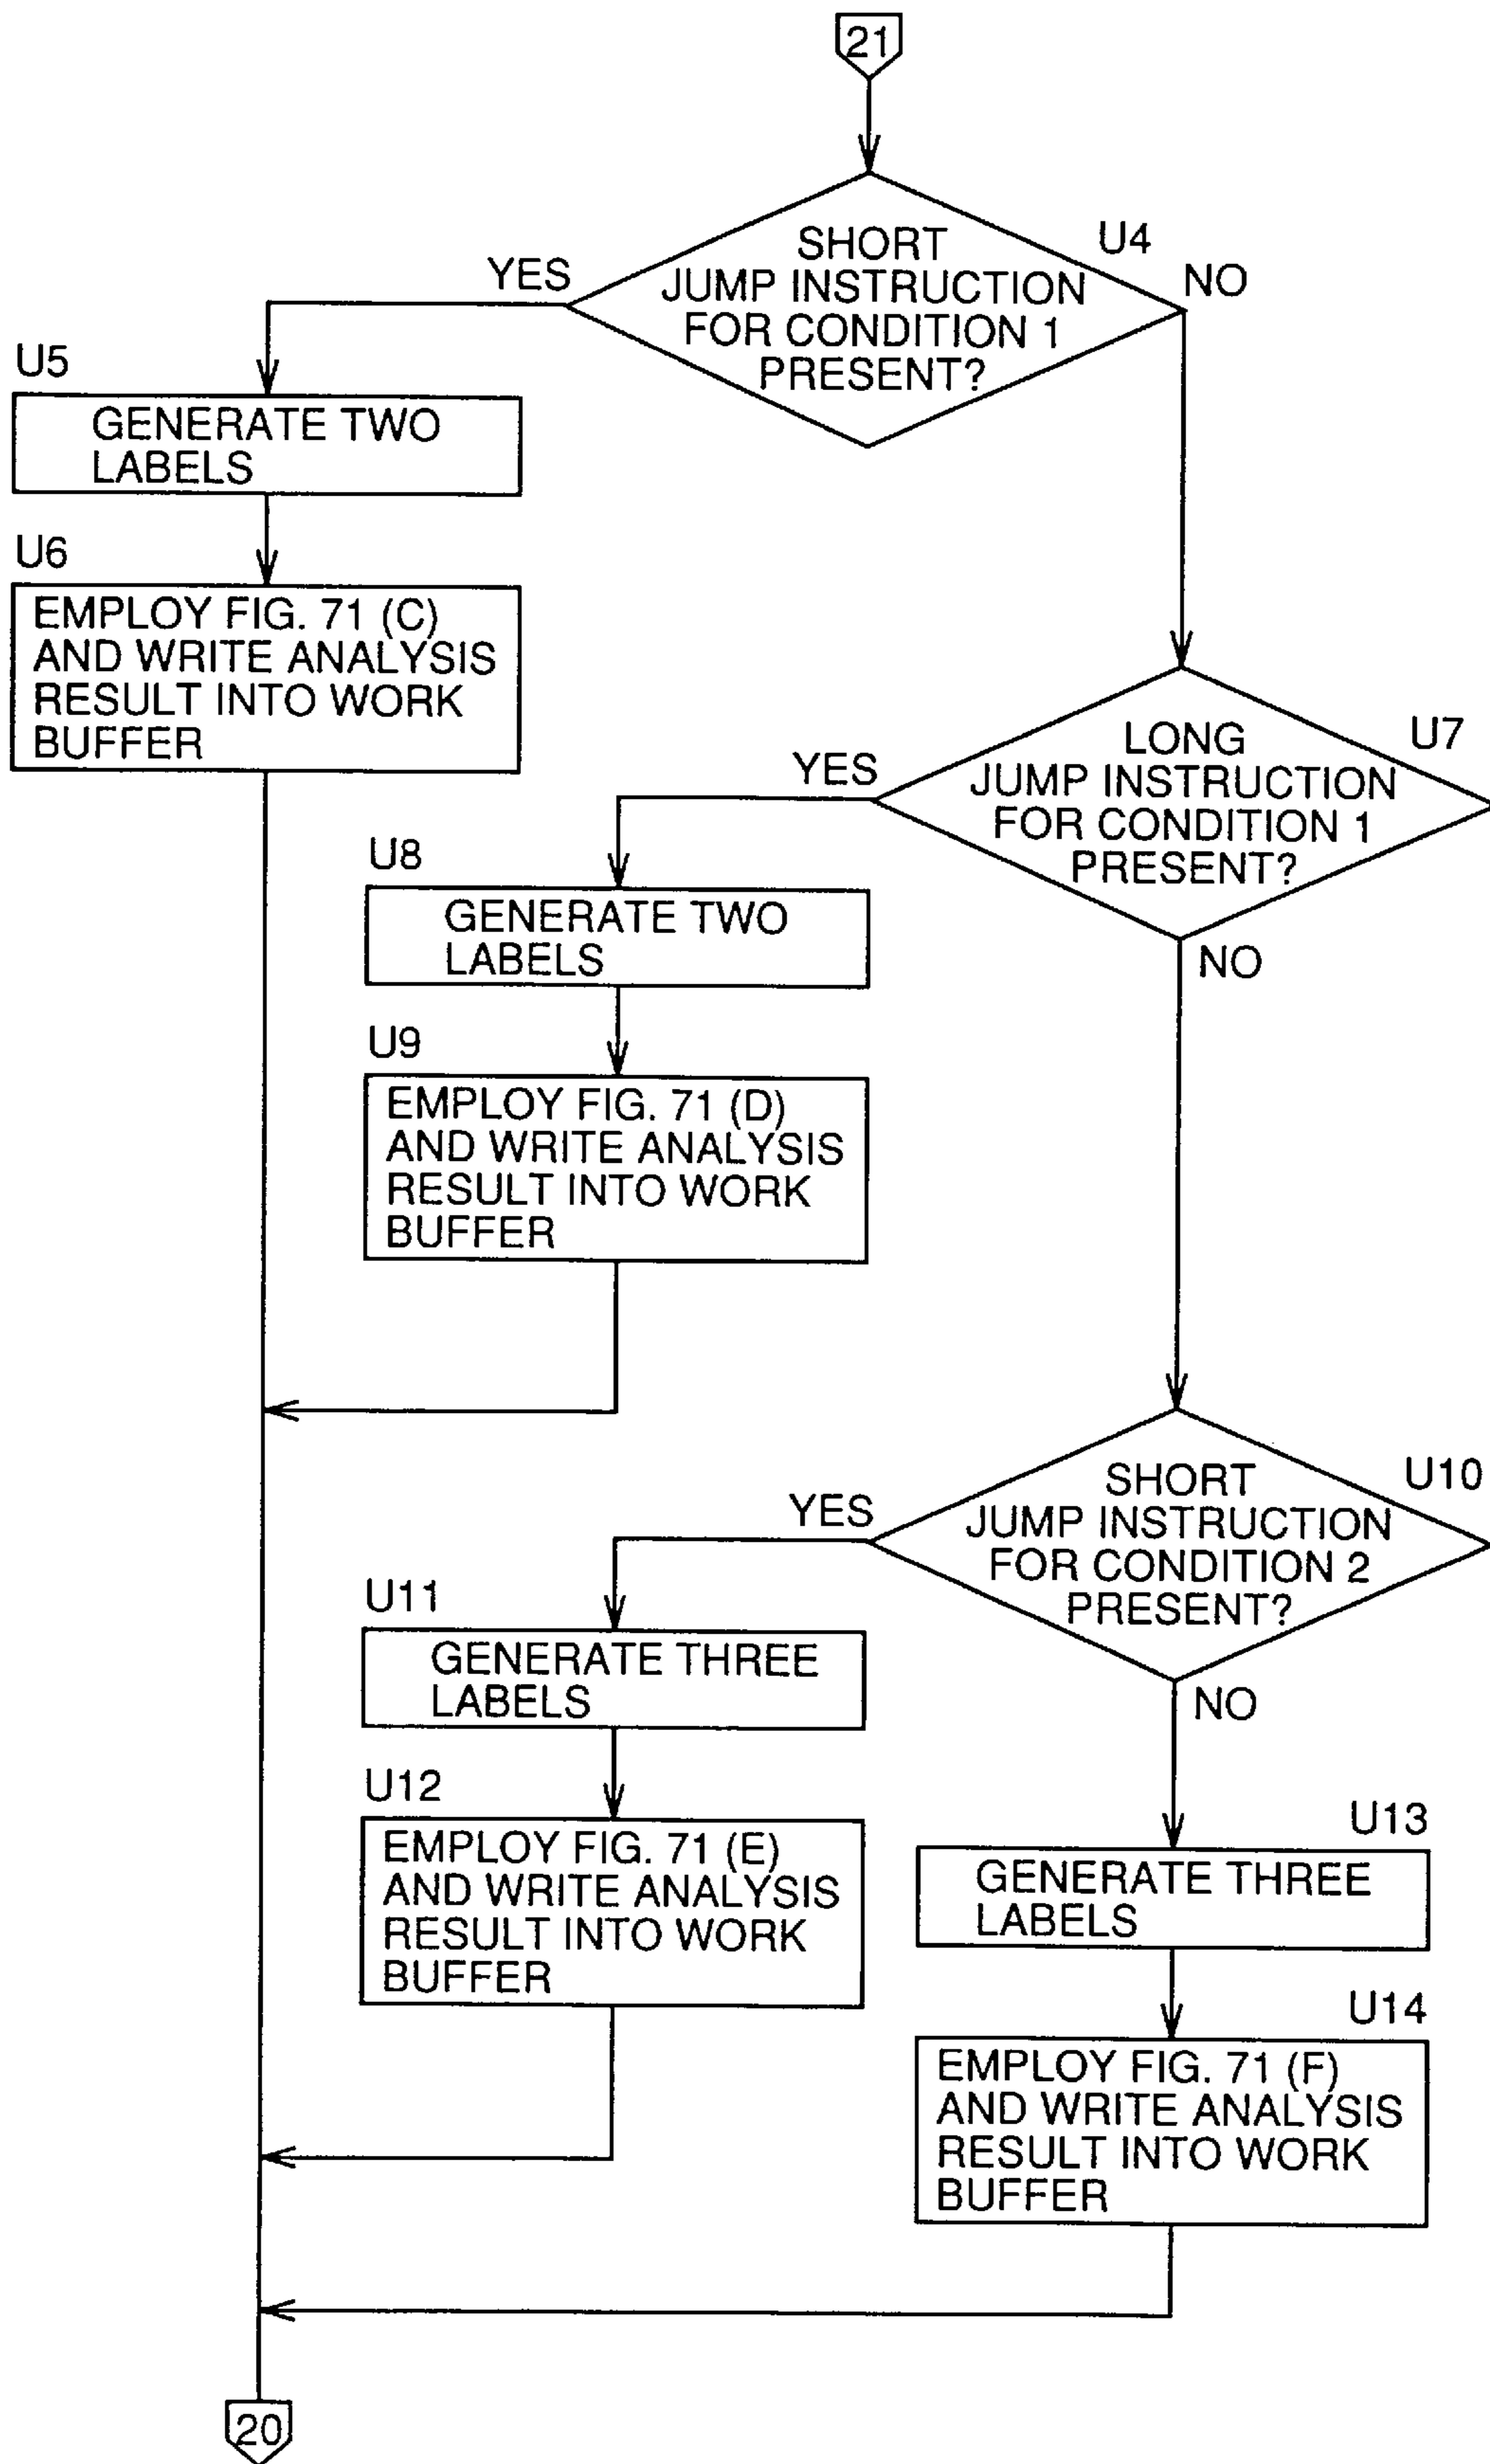 21
SHORT
JUMP INSTRUCTION
FOR CONDITION 1
PRESENT?
U4
YES
NO
U5
GENERATE TWO
LABELS
U6
EMPLOY FIG. 71 (C)
AND WRITE ANALYSIS
RESULT INTO WORK
BUFFER
LONG
JUMP INSTRUCTION
FOR CONDITION 1
PRESENT?
U7
YES
NO
U8
GENERATE TWO
LABELS
U9
EMPLOY FIG. 71 (D)
AND WRITE ANALYSIS
RESULT INTO WORK
BUFFER
SHORT
JUMP INSTRUCTION
FOR CONDITION 2
PRESENT?
U10
YES
NO
U11
GENERATE THREE
LABELS
U12
EMPLOY FIG. 71 (E)
AND WRITE ANALYSIS
RESULT INTO WORK
BUFFER
U13
GENERATE THREE
LABELS
U14
EMPLOY FIG. 71 (F)
AND WRITE ANALYSIS
RESULT INTO WORK
BUFFER
20